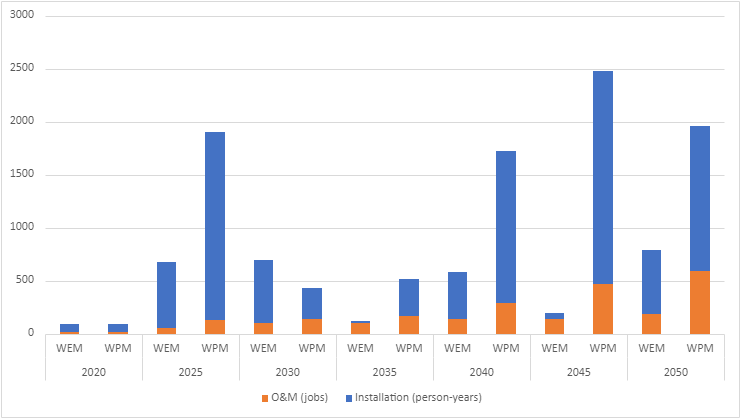 3000
2500
2000
1500
1000
500
0
WEM WPM WEM WPM WEM WPM WEM WPM WEM WPM WEM WPM WEM WPM
2020 2025 2030 2035 2040 2045 2050
O&M (jobs) Installation (person-years)